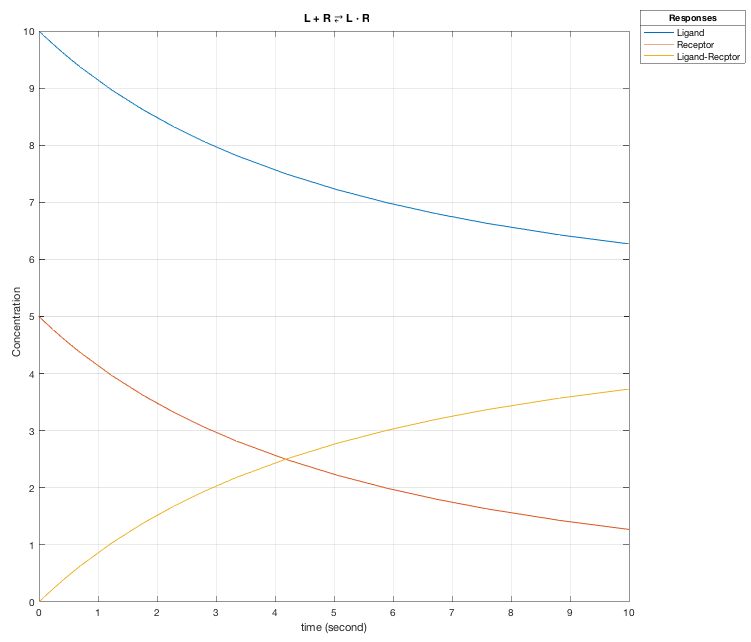 L + R ⇄ L · R
Responses
Ligand
Receptor
Ligand-Recptor
10
9
8
7
6
5
4
3
2
1
0
Concentration
0 1 2 3 4 5 6 7 8 9 10
time (second)